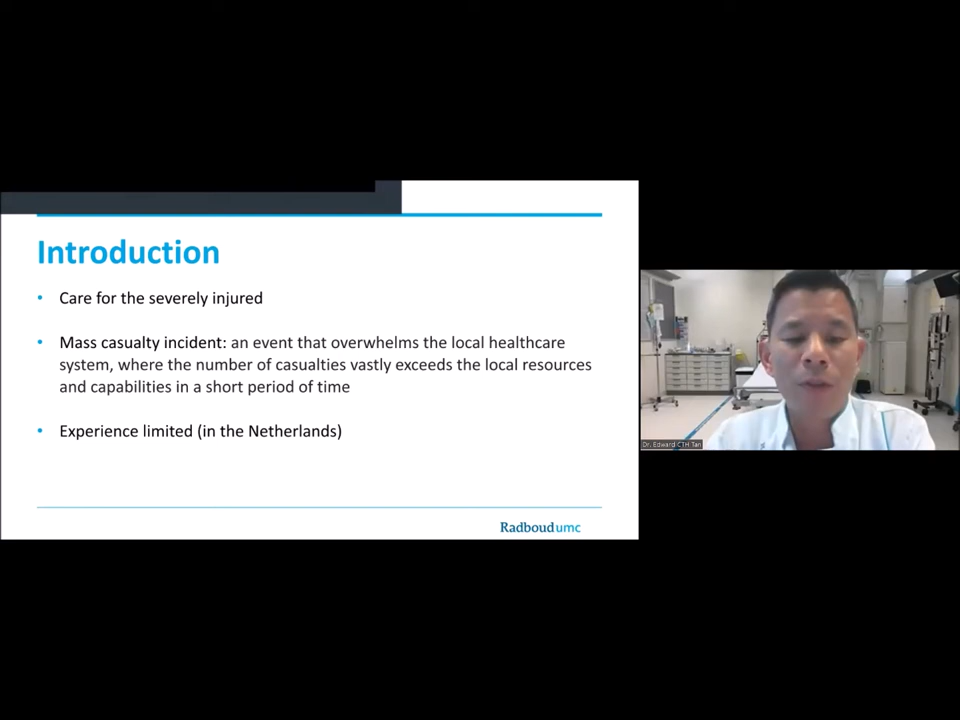 Introduction
• Care for the severely injured
• Mass casualty incident: an event that overwhelms the local healthcare
system, where the number of casualties vastly exceeds the local resources
and capabilities in a short period of time
• Experience limited (in the Netherlands)
Radboudumc
Dr. Edward CTH Tan